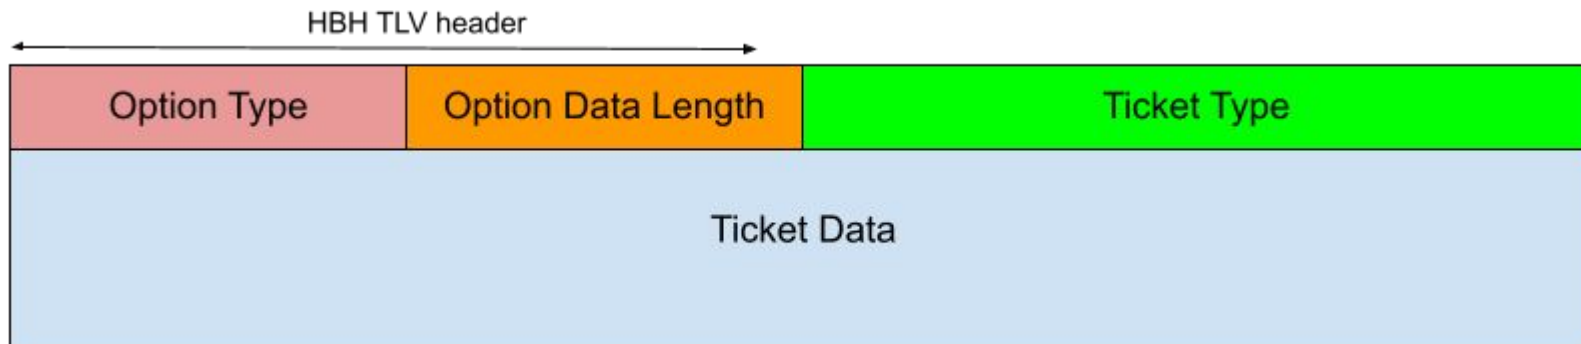 HBH TLV header
Option Type
Option Data Length
Ticket Type
Ticket Data